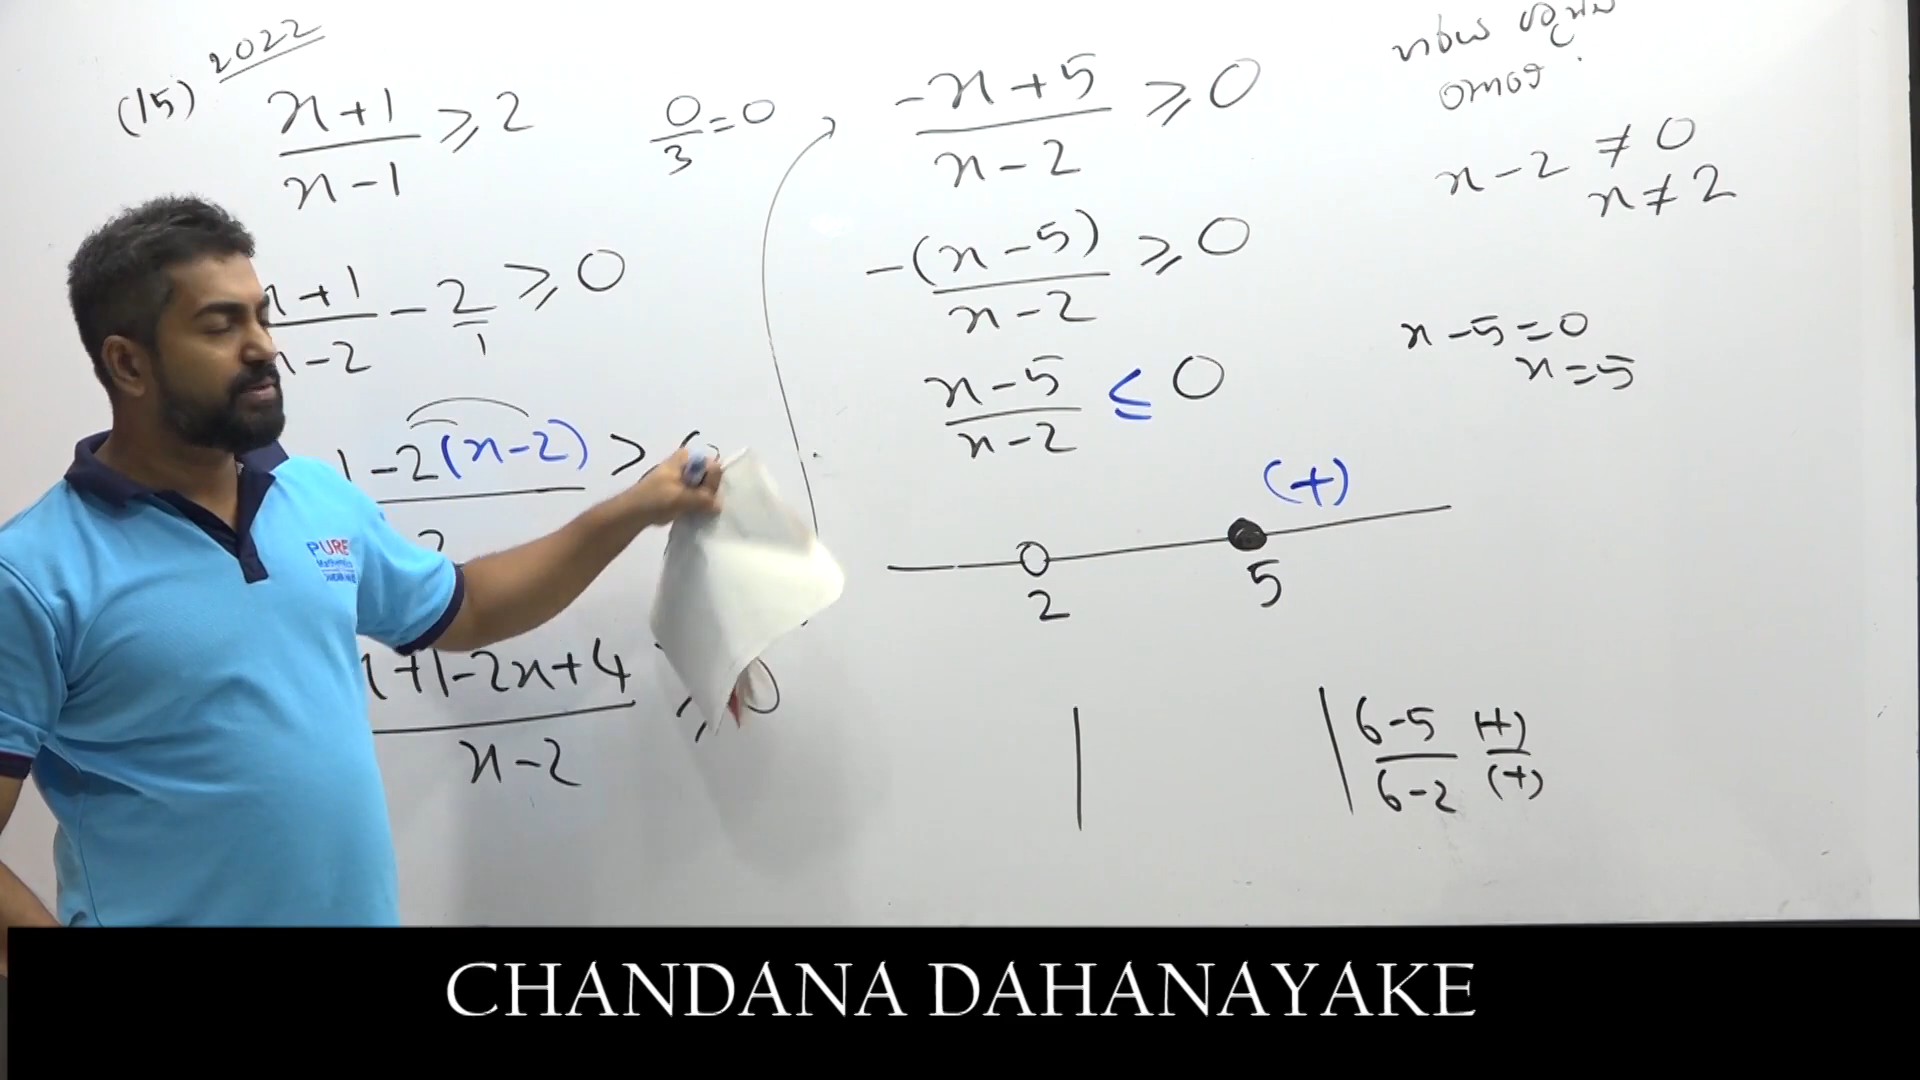 (15) 2022
x+1/x-1 ≥ 2
0/3 = 0
x+1/x-2 - 2/1 ≥ 0
1-2(x-2) >
+1-2x+4/x-2 ≥ 0
-x+5/x-2 ≥ 0
-(x-5)/x-2 ≥ 0
x-5/x-2 ≤ 0
x-2 ≠ 0
x ≠ 2
x-5=0
x=5
(+)
2 5
6-5/6-2 (+)/(+)
PURE
CHANDANA DAHANAYAKE